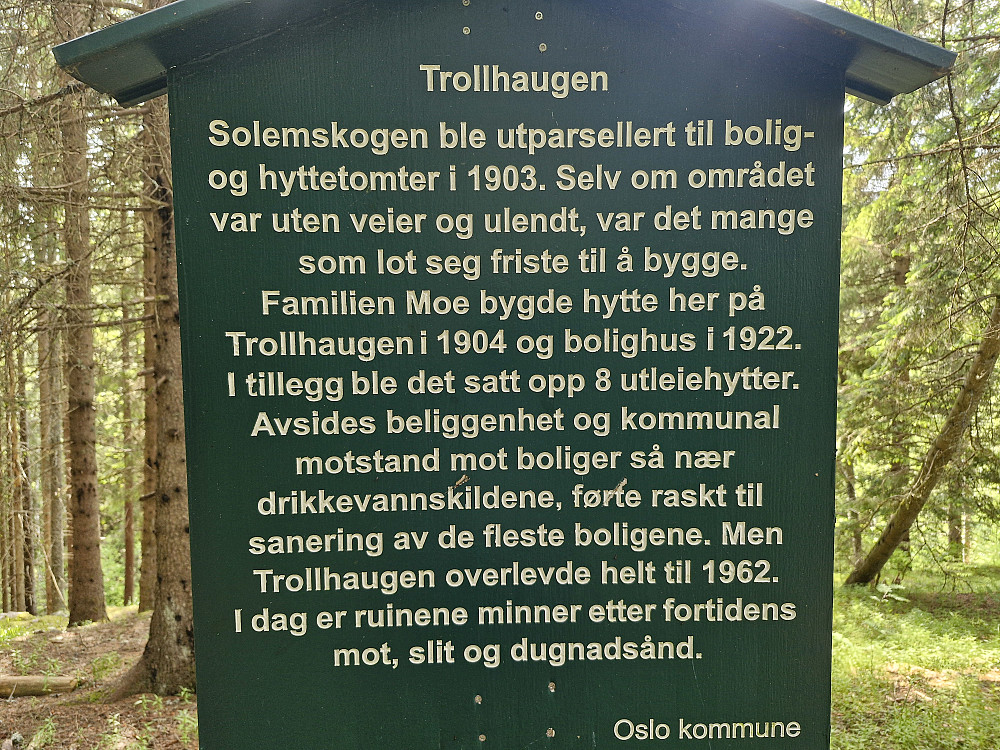 Trollhaugen
Solemskogen ble utparsellert til bolig-
og hyttetomter i 1903. Selv om området
var uten veier og ulendt, var det mange
som lot seg friste til å bygge.
Familien Moe bygde hytte her på
Trollhaugen i 1904 og bolighus i 1922.
I tillegg ble det satt opp 8 utleiehytter.
Avsides beliggenhet og kommunal
motstand mot boliger så nær
drikkevannskildene, førte raskt til
sanering av de fleste boligene. Men
Trollhaugen overlevde helt til 1962.
I dag er ruinene minner etter fortidens
mot, slit og dugnadsånd.
Oslo kommune